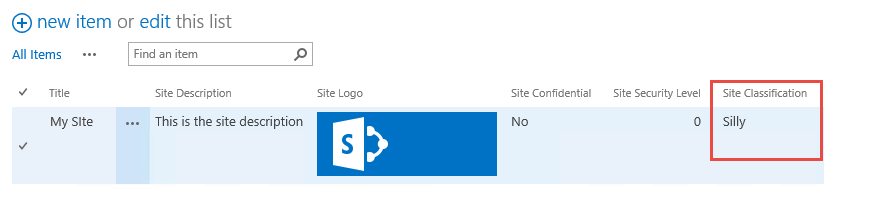 new item or edit this list
All Items ••• Find an item
Title Site Description Site Logo Site Confidential Site Security Level Site Classification
My SIte ••• This is the site description S No 0 Silly